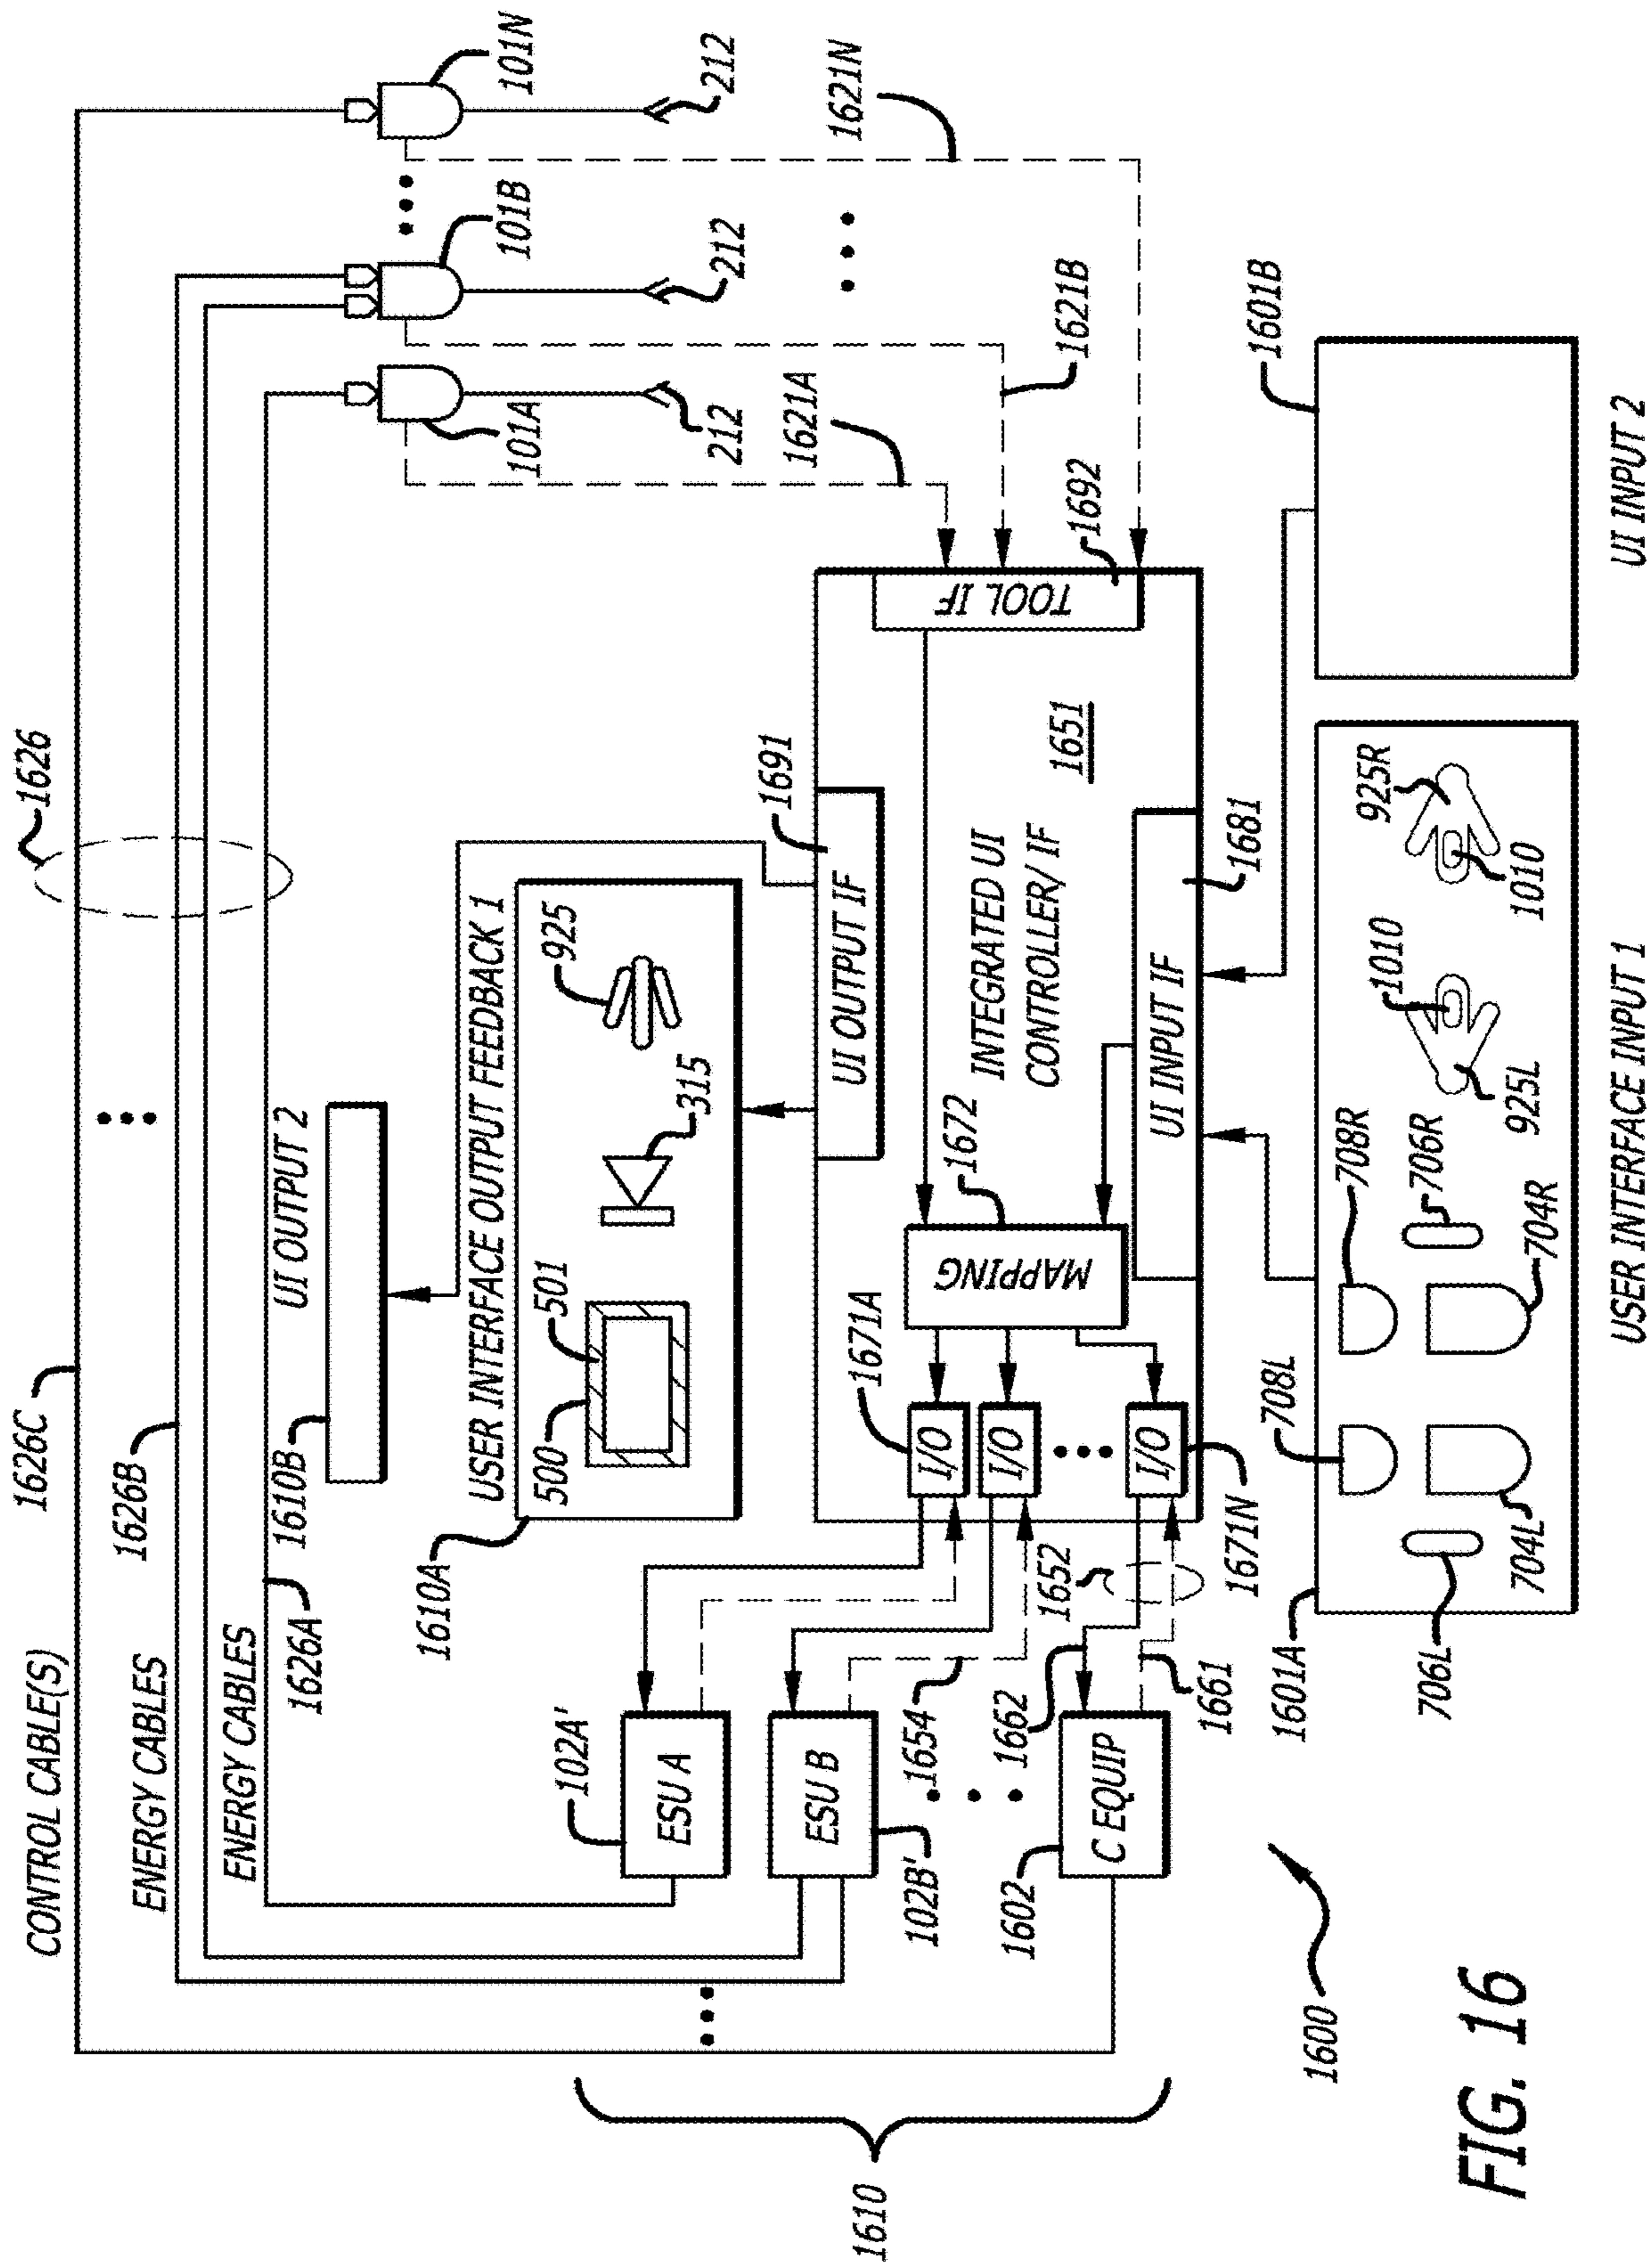 1626
1626C
1626B
CONTROL CABLE(S)
ENERGY CABLES
ENERGY CABLES
1626A
1610B
UI OUTPUT 2
101N
101B
101A
212
212
212
1621N
1621B
1621A
USER INTERFACE OUTPUT FEEDBACK 1
1610A
500
501
315
925
1691
UI OUTPUT IF
TOOL IF
1692
1651
INTEGRATED UI
CONTROLLER/ IF
1672
MAPPING
1671A
I/O
I/O
I/O
1671N
UI INPUT IF
1681
102A'
ESU A
ESU B
102B'
1654
1652
1662
1661
C EQUIP
1602
1610
1600
1601A
706L
704L
708L
708R
706R
704R
925L
1010
1010
925R
USER INTERFACE INPUT 1
1601B
UI INPUT 2
FIG. 16